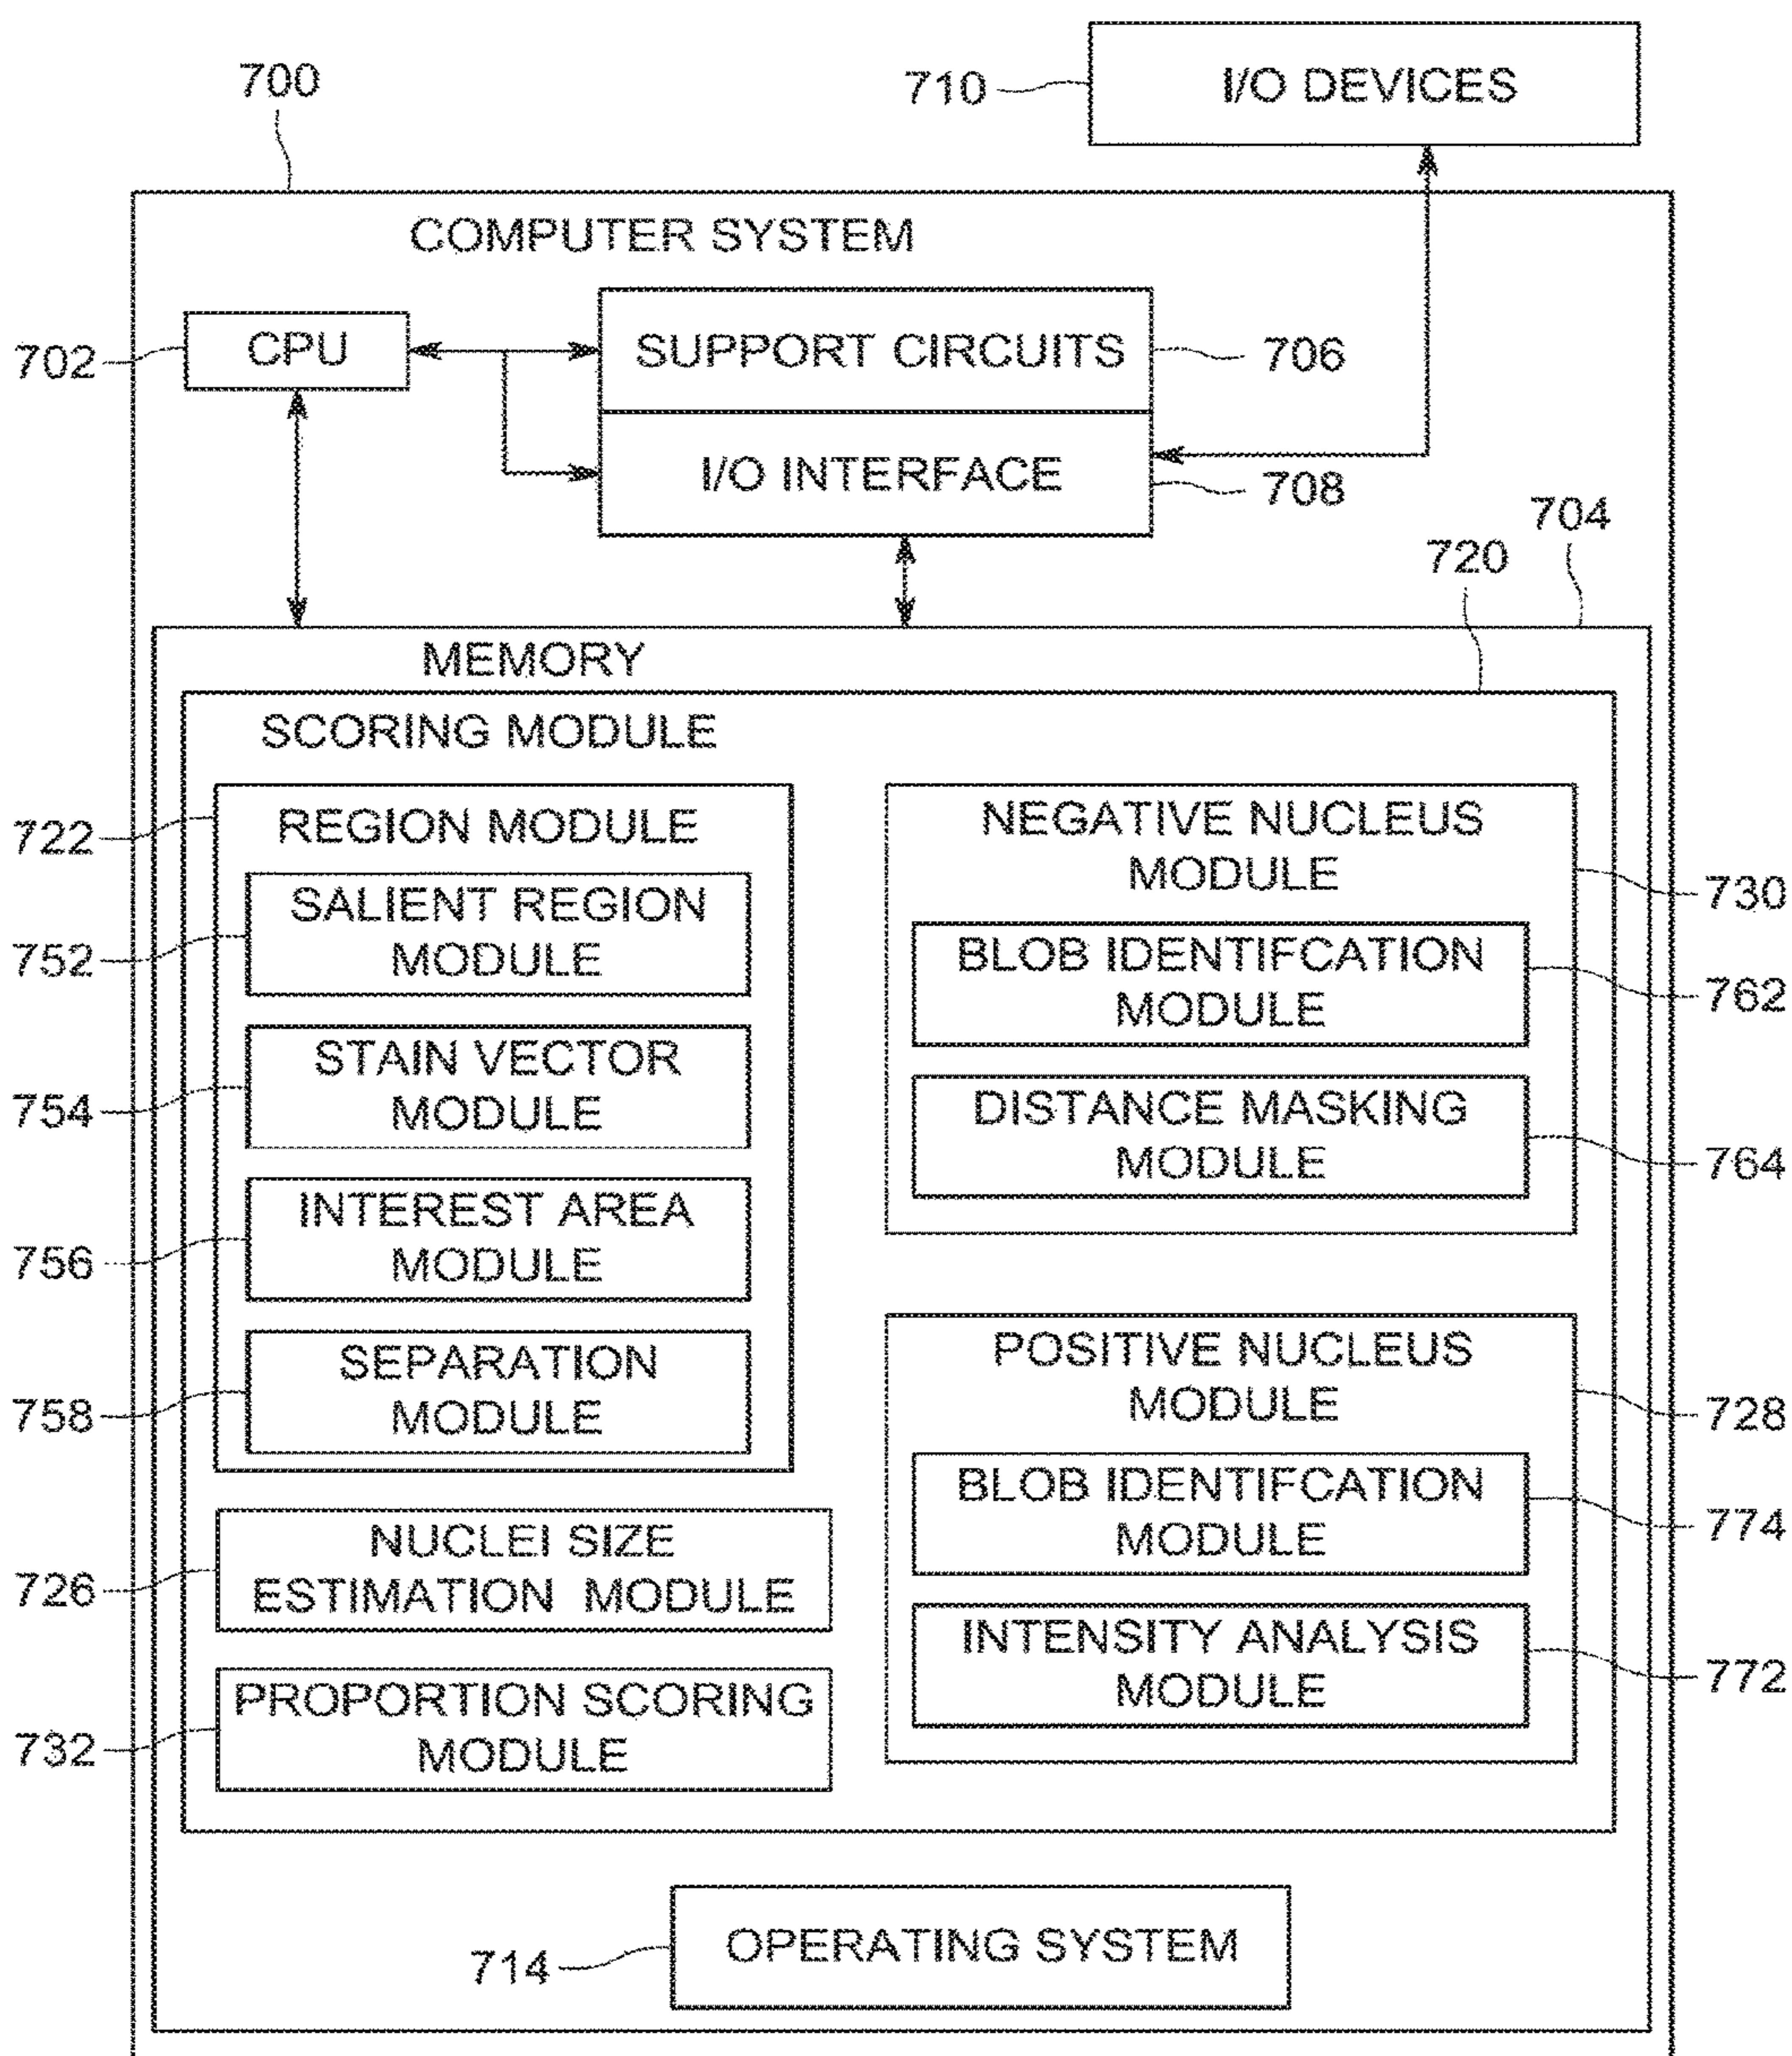 700
710
I/O DEVICES
COMPUTER SYSTEM
702
CPU
SUPPORT CIRCUITS
706
I/O INTERFACE
708
704
720
MEMORY
SCORING MODULE
722
REGION MODULE
752
SALIENT REGION
MODULE
754
STAIN VECTOR
MODULE
756
INTEREST AREA
MODULE
758
SEPARATION
MODULE
726
NUCLEI SIZE
ESTIMATION MODULE
732
PROPORTION SCORING
MODULE
NEGATIVE NUCLEUS
MODULE
730
BLOB IDENTIFCATION
MODULE
762
DISTANCE MASKING
MODULE
764
POSITIVE NUCLEUS
MODULE
728
BLOB IDENTIFCATION
MODULE
774
INTENSITY ANALYSIS
MODULE
772
714
OPERATING SYSTEM